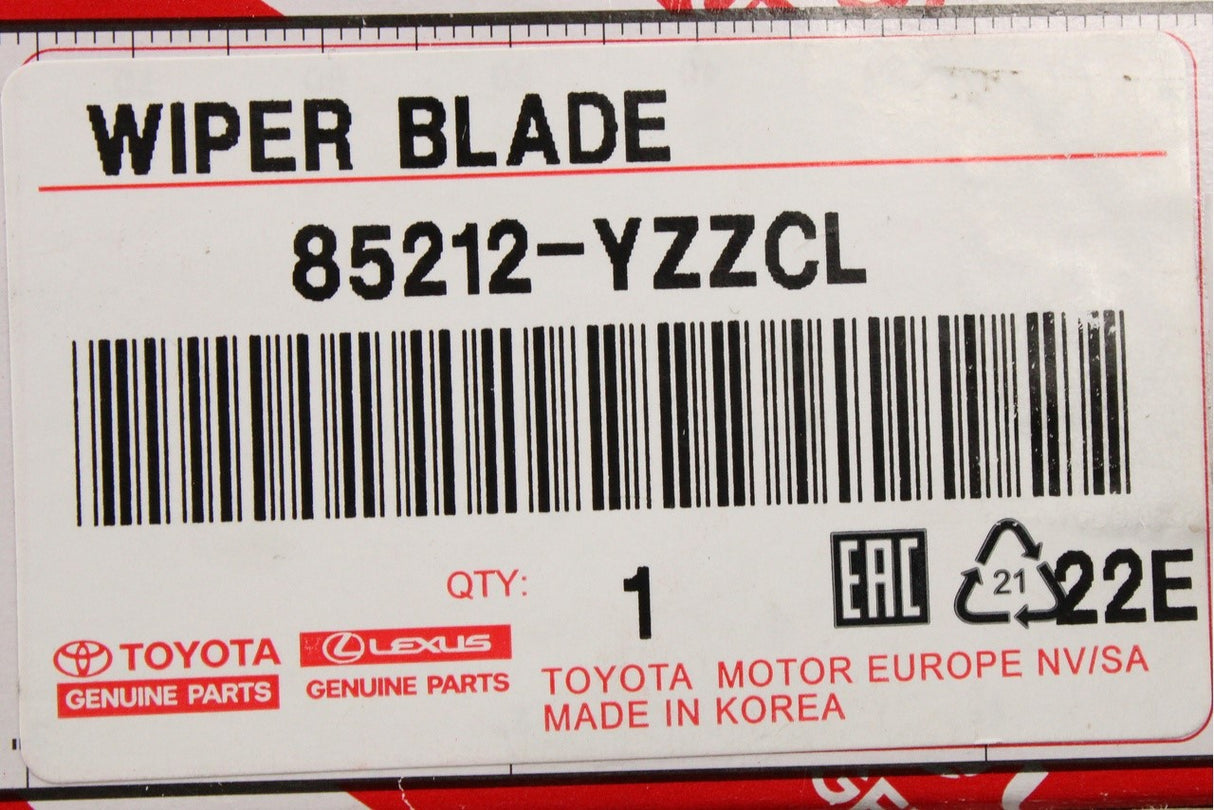 WIPER BLADE
85212-YZZCL
QTY: 1
EAC 21 22E
TOYOTA
GENUINE PARTS
LEXUS
GENUINE PARTS
TOYOTA MOTOR EUROPE NV/SA
MADE IN KOREA